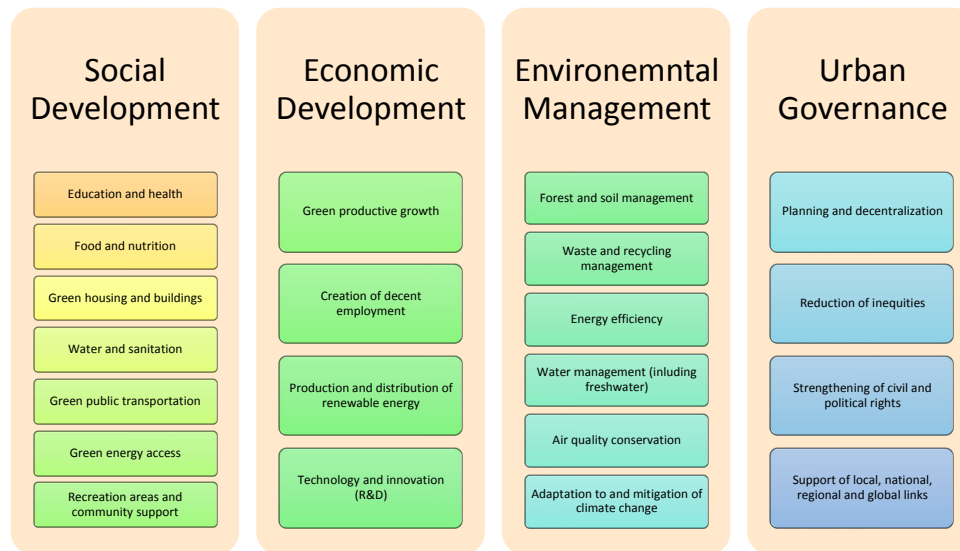 Social
Development
Education and health
Food and nutrition
Green housing and buildings
Water and sanitation
Green public transportation
Green energy access
Recreation areas and
community support
Economic
Development
Green productive growth
Creation of decent
employment
Production and distribution of
renewable energy
Technology and innovation
(R&D)
Environemntal
Management
Forest and soil management
Waste and recycling
management
Energy efficiency
Water management (inluding
freshwater)
Air quality conservation
Adaptation to and mitigation of
climate change
Urban
Governance
Planning and decentralization
Reduction of inequities
Strengthening of civil and
political rights
Support of local, national,
regional and global links